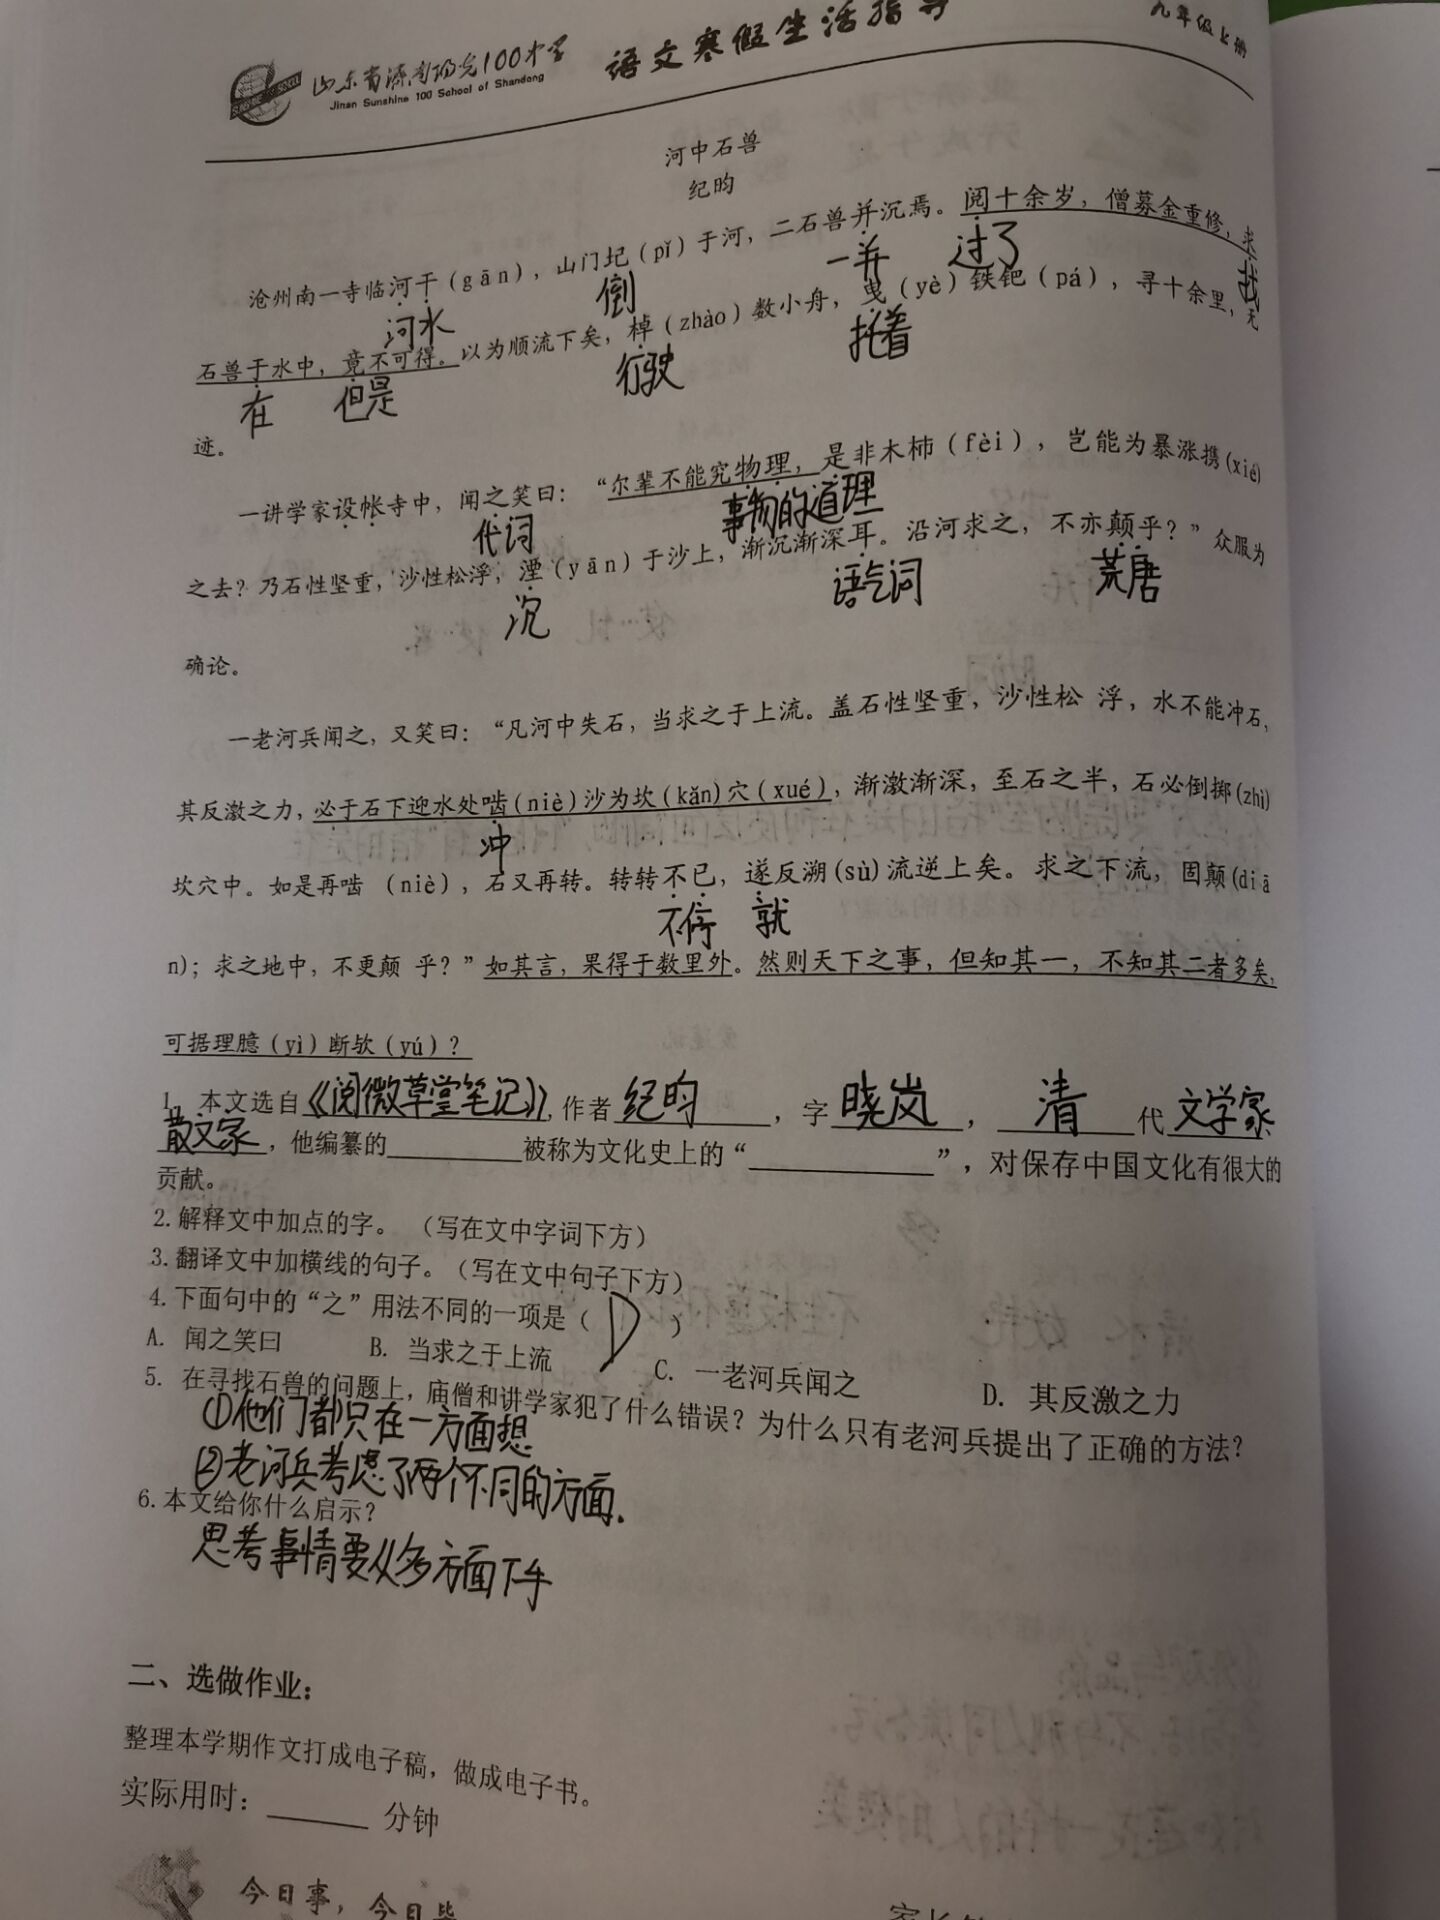 山东省济南阳光100中学
Jinan Sunshine 100 School of Shandong
语文寒假生活指导
九年级上册
河中石兽
纪昀
沧州南一寺临河干(gān)，山门圮(pǐ)于河，二石兽并沉焉。阅十余岁，僧募金重修，求
河水 倒 一并 过了 找
石兽于水中，竟不可得。以为顺流下矣，棹(zhào)数小舟，曳(yè)铁钯(pá)，寻十余里，无
在 但是 行驶 托着
迹。
一讲学家设帐寺中，闻之笑曰：“尔辈不能究物理，是非木杮(fèi)，岂能为暴涨携(xié)
代词 事物的道理
之去？乃石性坚重，沙性松浮，湮(yān)于沙上，渐沉渐深耳。沿河求之，不亦颠乎？”众服为
沉 语气词 荒唐
确论。
一老河兵闻之，又笑曰：“凡河中失石，当求之于上流。盖石性坚重，沙性松 浮，水不能冲石，
其反激之力，必于石下迎水处啮(niè)沙为坎(kǎn)穴(xué)，渐激渐深，至石之半，石必倒掷(zhì)
冲
坎穴中。如是再啮 (niè)，石又再转。转转不已，遂反溯(sù)流逆上矣。求之下流，固颠(diā
不停 就
n)；求之地中，不更颠 乎？”如其言，果得于数里外。然则天下之事，但知其一，不知其二者多矣，
可据理臆(yì)断欤(yú)？
1. 本文选自《阅微草堂笔记》，作者纪昀，字晓岚，清代文学家
散文家，他编纂的__________被称为文化史上的“______________”，对保存中国文化有很大的
贡献。
2.解释文中加点的字。（写在文中字词下方）
3.翻译文中加横线的句子。（写在文中句子下方）
4.下面句中的“之”用法不同的一项是（ D ）
A. 闻之笑曰 B. 当求之于上流 C. 一老河兵闻之 D. 其反激之力
5. 在寻找石兽的问题上，庙僧和讲学家犯了什么错误？为什么只有老河兵提出了正确的方法？
①他们都只在一方面想
②老河兵考虑了两个不同的方面.
6.本文给你什么启示？
思考事情要从多方面下手
二、选做作业：
整理本学期作文打成电子稿，做成电子书。
实际用时：______ 分钟
今日事，今日毕